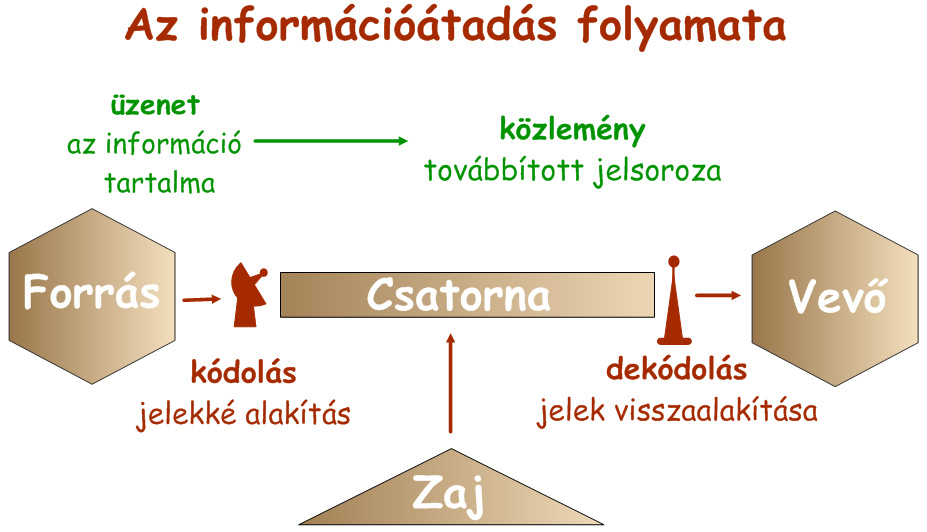 Az információátadás folyamata
üzenet
az információ
tartalma
közlemény
továbbított jelsoroza
Forrás
Csatorna
Vevő
kódolás
jelekké alakítás
dekódolás
jelek visszaalakítása
Zaj